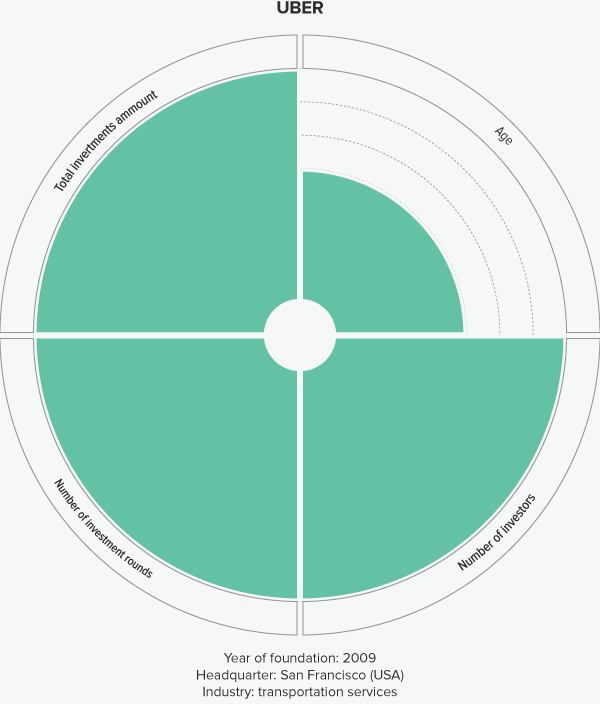 UBER
Total invertments ammount
Age
Number of investment rounds
Number of investors
Year of foundation: 2009
Headquarter: San Francisco (USA)
Industry: transportation services